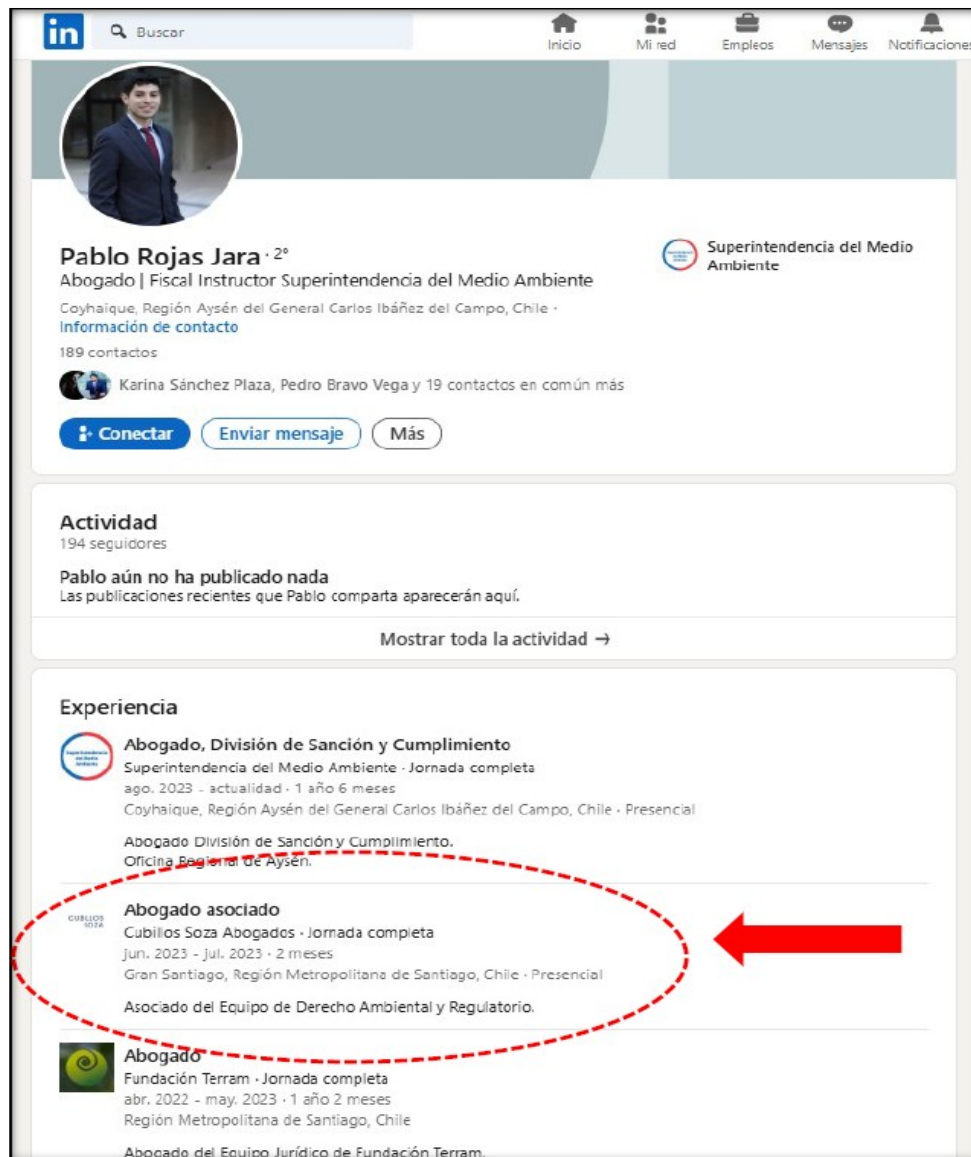 in
Buscar
Inicio
Mi red
Empleos
Mensajes
Notificaciones
Pablo Rojas Jara · 2º
Abogado | Fiscal Instructor Superintendencia del Medio Ambiente
Superintendencia del Medio
Ambiente
Coyhaique, Región Aysén del General Carlos Ibáñez del Campo, Chile ·
Información de contacto
189 contactos
Karina Sánchez Plaza, Pedro Bravo Vega y 19 contactos en común más
Conectar
Enviar mensaje
Más
Actividad
194 seguidores
Pablo aún no ha publicado nada
Las publicaciones recientes que Pablo comparta aparecerán aquí.
Mostrar toda la actividad →
Experiencia
Abogado, División de Sanción y Cumplimiento
Superintendencia del Medio Ambiente · Jornada completa
ago. 2023 - actualidad · 1 año 6 meses
Coyhaique, Región Aysén del General Carlos Ibáñez del Campo, Chile · Presencial
Abogado División de Sanción y Cumplimiento.
Oficina Regional de Aysén.
CUBILLOS
SOZA
Abogado asociado
Cubillos Soza Abogados · Jornada completa
jun. 2023 - jul. 2023 · 2 meses
Gran Santiago, Región Metropolitana de Santiago, Chile · Presencial
Asociado del Equipo de Derecho Ambiental y Regulatorio.
Abogado
Fundación Terram · Jornada completa
abr. 2022 - may. 2023 · 1 año 2 meses
Región Metropolitana de Santiago, Chile
Abogado del Equipo Jurídico de Fundación Terram.